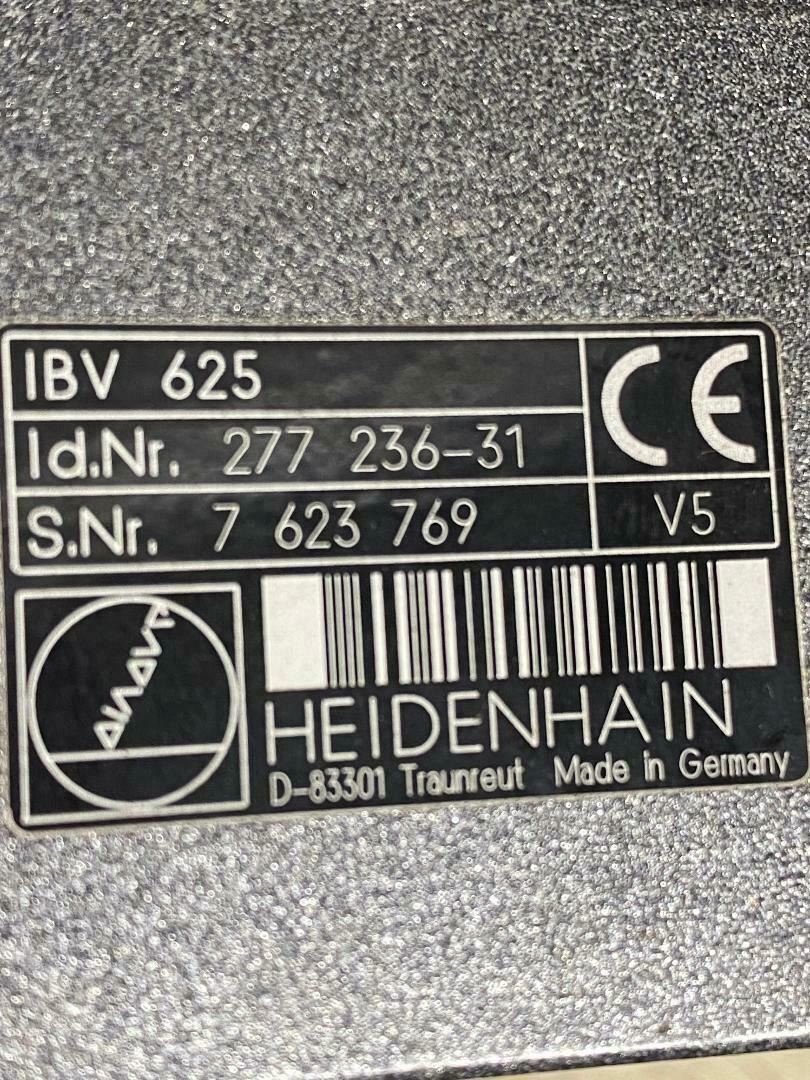 IBV 625
Id.Nr. 277 236-31
S.Nr. 7 623 769
CE
V5
HEIDENHAIN
D-83301 Traunreut Made in Germany